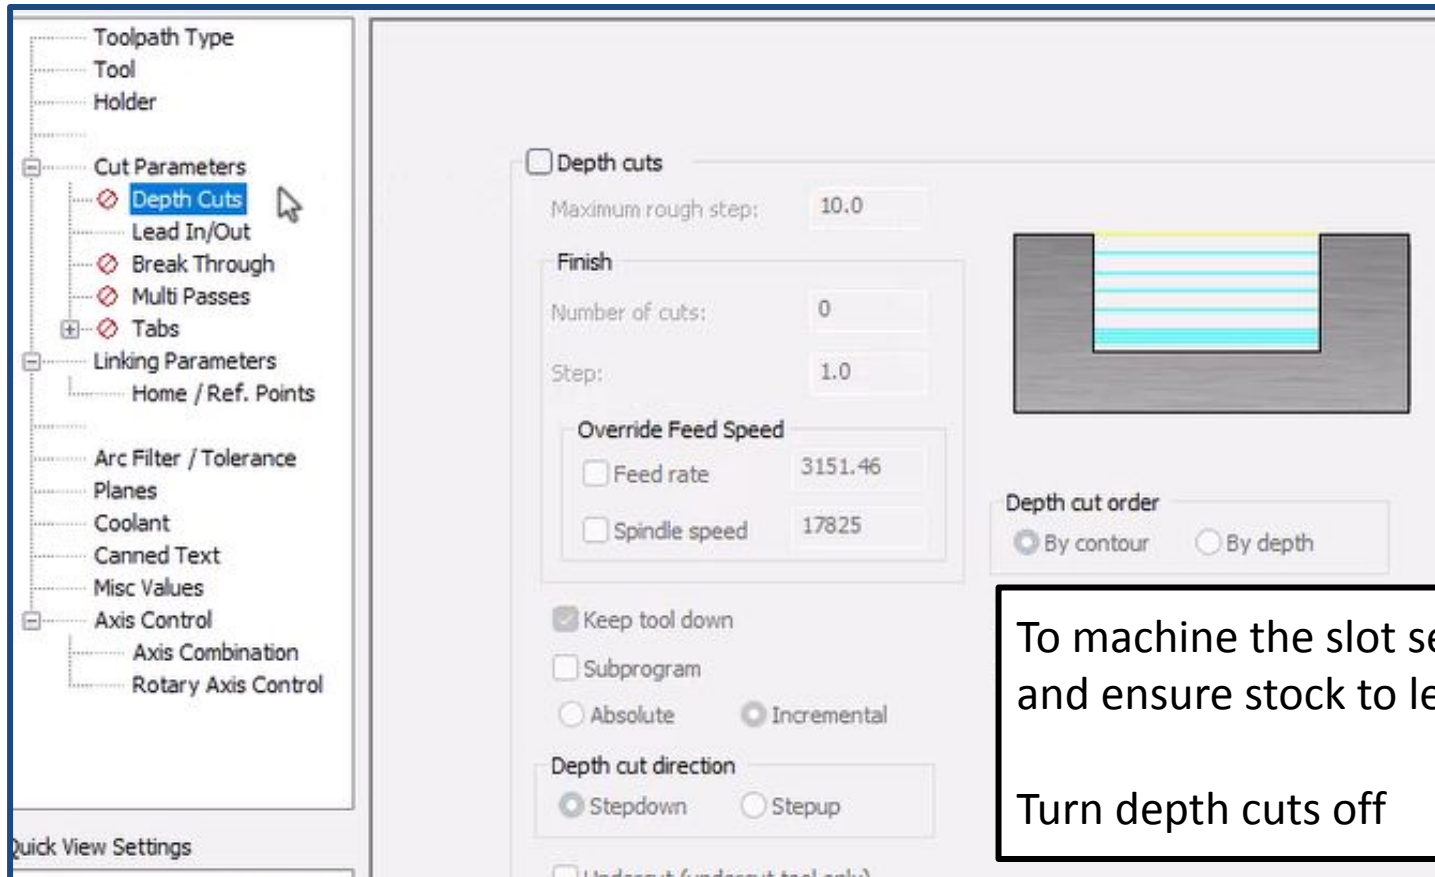 Toolpath Type
Tool
Holder
Cut Parameters
Depth Cuts
Lead In/Out
Break Through
Multi Passes
Tabs
Linking Parameters
Home / Ref. Points
Arc Filter / Tolerance
Planes
Coolant
Canned Text
Misc Values
Axis Control
Axis Combination
Rotary Axis Control
Quick View Settings
Depth cuts
Maximum rough step: 10.0
Finish
Number of cuts: 0
Step: 1.0
Override Feed Speed
Feed rate 3151.46
Spindle speed 17825
Depth cut order
By contour By depth
Keep tool down
Subprogram
Absolute Incremental
Depth cut direction
Stepdown Stepup
To machine the slot
and ensure stock to
Turn depth cuts off